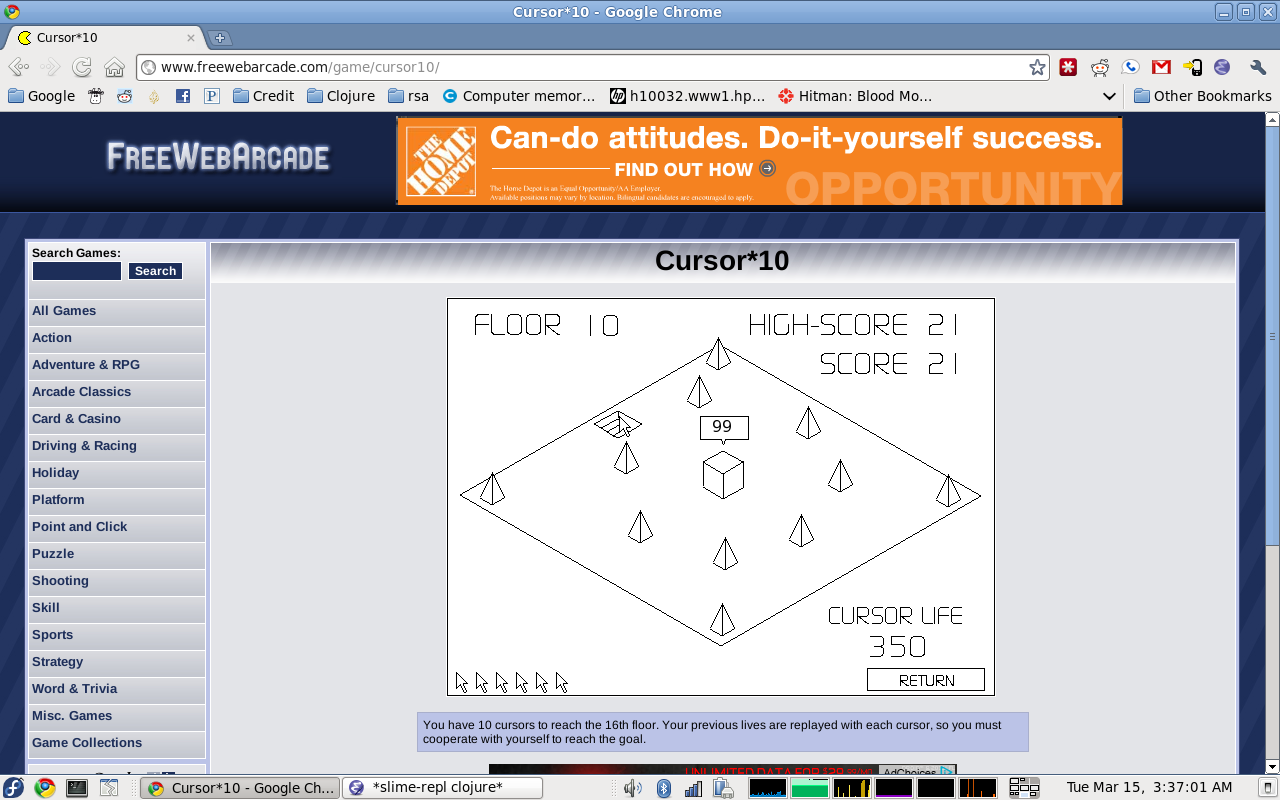 Cursor*10 - Google Chrome
Cursor*10
www.freewebarcade.com/game/cursor10/
Google
Credit
Clojure
rsa
Computer memor...
h10032.www1.hp...
Hitman: Blood Mo...
Other Bookmarks
FREEWEBARCADE
THE HOME DEPOT
Can-do attitudes. Do-it-yourself success.
FIND OUT HOW
OPPORTUNITY
The Home Depot is an Equal Opportunity/AA Employer.
Available positions may vary by location. Bilingual candidates are encouraged to apply.
Search Games:
Search
All Games
Action
Adventure & RPG
Arcade Classics
Card & Casino
Driving & Racing
Holiday
Platform
Point and Click
Puzzle
Shooting
Skill
Sports
Strategy
Word & Trivia
Misc. Games
Game Collections
Cursor*10
FLOOR 10
HIGH-SCORE 21
SCORE 21
99
CURSOR LIFE
350
RETURN
You have 10 cursors to reach the 16th floor. Your previous lives are replayed with each cursor, so you must
cooperate with yourself to reach the goal.
AdChoices
Cursor*10 - Google Ch...
*slime-repl clojure*
Tue Mar 15, 3:37:01 AM